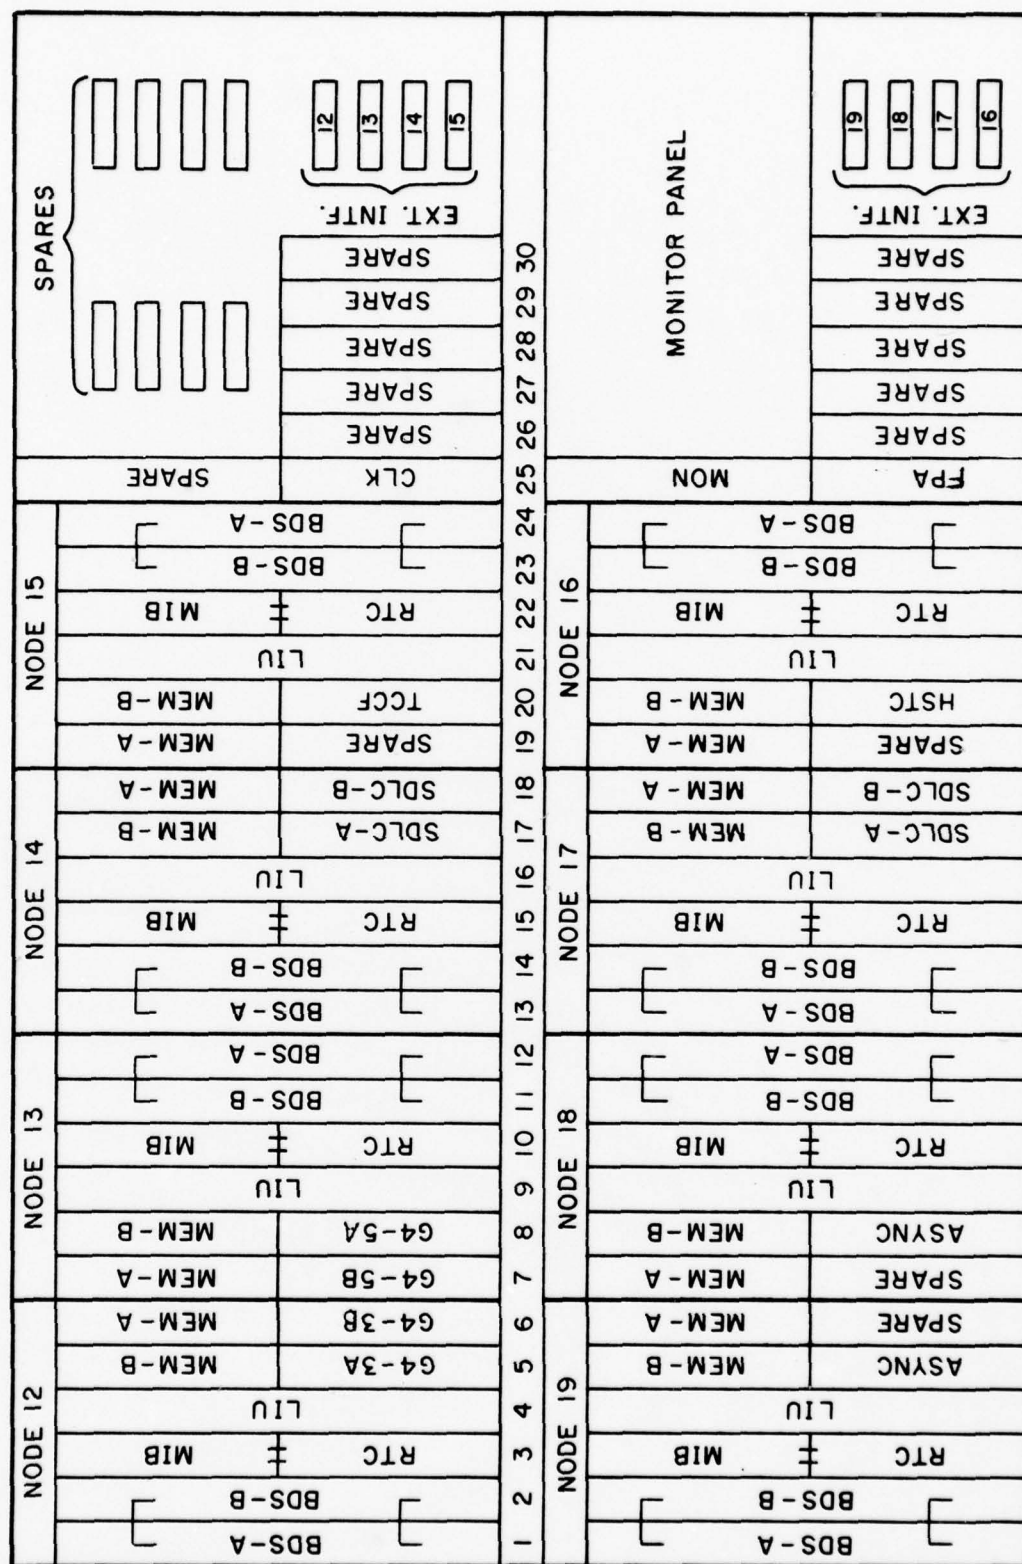 SPARES
12
13
14
15
EXT. INTF.
MONITOR PANEL
19
18
17
16
EXT. INTF.
SPARE 30 SPARE
SPARE 29 SPARE
SPARE 28 SPARE
SPARE 27 SPARE
SPARE 26 SPARE
SPARE CLK 25 MON FPA
NODE 15
NODE 16
BDS-A 24 BDS-A
BDS-B 23 BDS-B
MIB RTC 22 MIB RTC
LIU 21 LIU
MEM-B TCCF 20 MEM-B HSTC
MEM-A SPARE 19 MEM-A SPARE
NODE 14
NODE 17
MEM-A SDLC-B 18 MEM-A SDLC-B
MEM-B SDLC-A 17 MEM-B SDLC-A
LIU 16 LIU
MIB RTC 15 MIB RTC
BDS-B 14 BDS-B
BDS-A 13 BDS-A
NODE 13
NODE 18
BDS-A 12 BDS-A
BDS-B 11 BDS-B
MIB RTC 10 MIB RTC
LIU 9 LIU
MEM-B G4-5A 8 MEM-B ASYNC
MEM-A G4-5B 7 MEM-A SPARE
NODE 12
NODE 19
MEM-A G4-3B 6 MEM-A SPARE
MEM-B G4-3A 5 MEM-B ASYNC
LIU 4 LIU
MIB RTC 3 MIB RTC
BDS-B 2 BDS-B
BDS-A 1 BDS-A